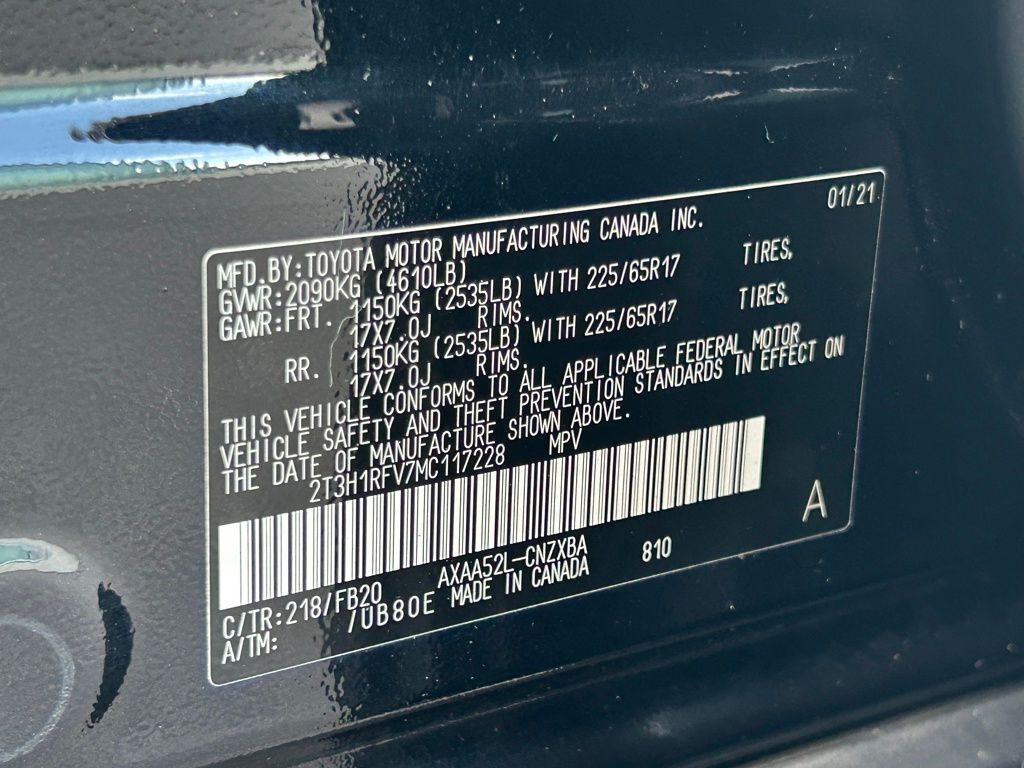 01/21
MFD.BY:TOYOTA MOTOR MANUFACTURING CANADA INC.
GVWR:2090KG (4610LB)
GAWR:FRT. 1150KG (2535LB) WITH 225/65R17 TIRES,
17X7.0J RIMS.
RR. 1150KG (2535LB) WITH 225/65R17 TIRES,
17X7.0J RIMS.
THIS VEHICLE CONFORMS TO ALL APPLICABLE FEDERAL MOTOR
VEHICLE SAFETY AND THEFT PREVENTION STANDARDS IN EFFECT ON
THE DATE OF MANUFACTURE SHOWN ABOVE.
2T3H1RFV7MC117228 MPV
A
C/TR:218/FB20 AXAA52L-CNZXBA 810
A/TM: /UB80E MADE IN CANADA